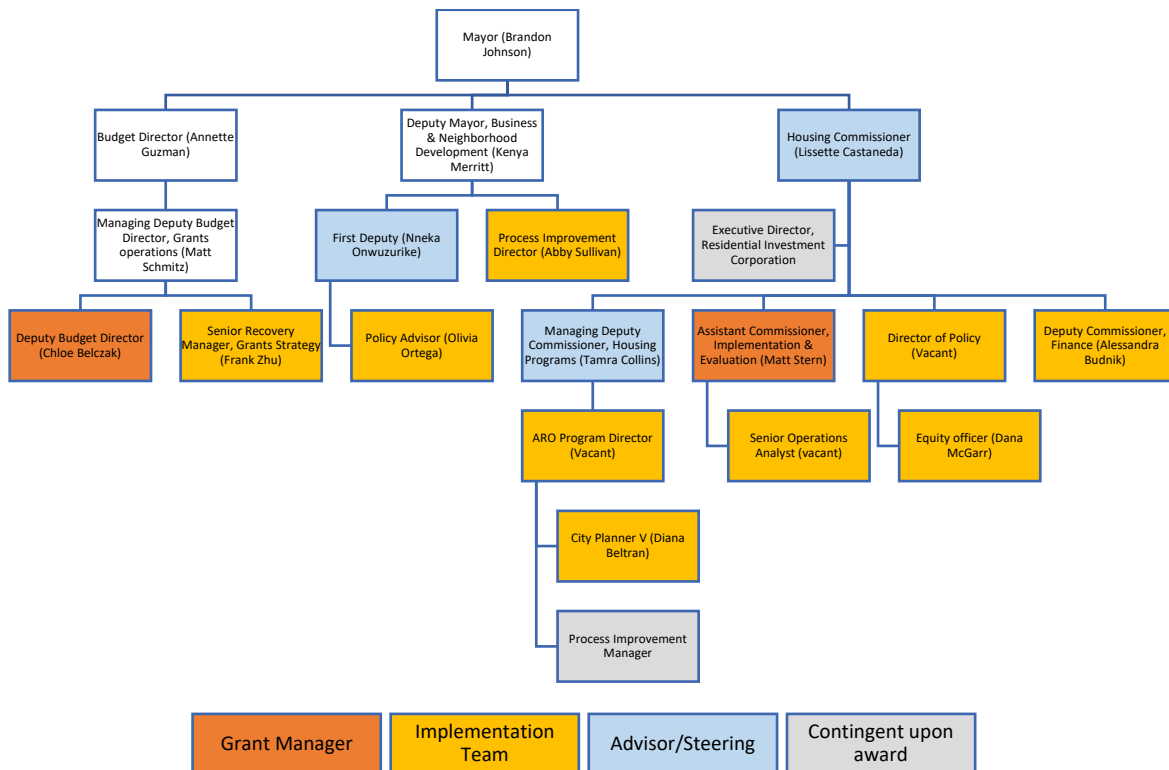 Mayor (Brandon
Johnson)
Budget Director (Annette
Guzman)
Deputy Mayor, Business
& Neighborhood
Development (Kenya
Merritt)
Housing Commissioner
(Lissette Castaneda)
Managing Deputy Budget
Director, Grants
operations (Matt
Schmitz)
First Deputy (Nneka
Onwuzurike)
Process Improvement
Director (Abby Sullivan)
Executive Director,
Residential Investment
Corporation
Deputy Budget Director
(Chloe Belczak)
Senior Recovery
Manager, Grants Strategy
(Frank Zhu)
Policy Advisor (Olivia
Ortega)
Managing Deputy
Commissioner, Housing
Programs (Tamra Collins)
Assistant Commissioner,
Implementation &
Evaluation (Matt Stern)
Director of Policy
(Vacant)
Deputy Commissioner,
Finance (Alessandra
Budnik)
ARO Program Director
(Vacant)
Senior Operations
Analyst (vacant)
Equity officer (Dana
McGarr)
City Planner V (Diana
Beltran)
Process Improvement
Manager
Grant Manager
Implementation
Team
Advisor/Steering
Contingent upon
award